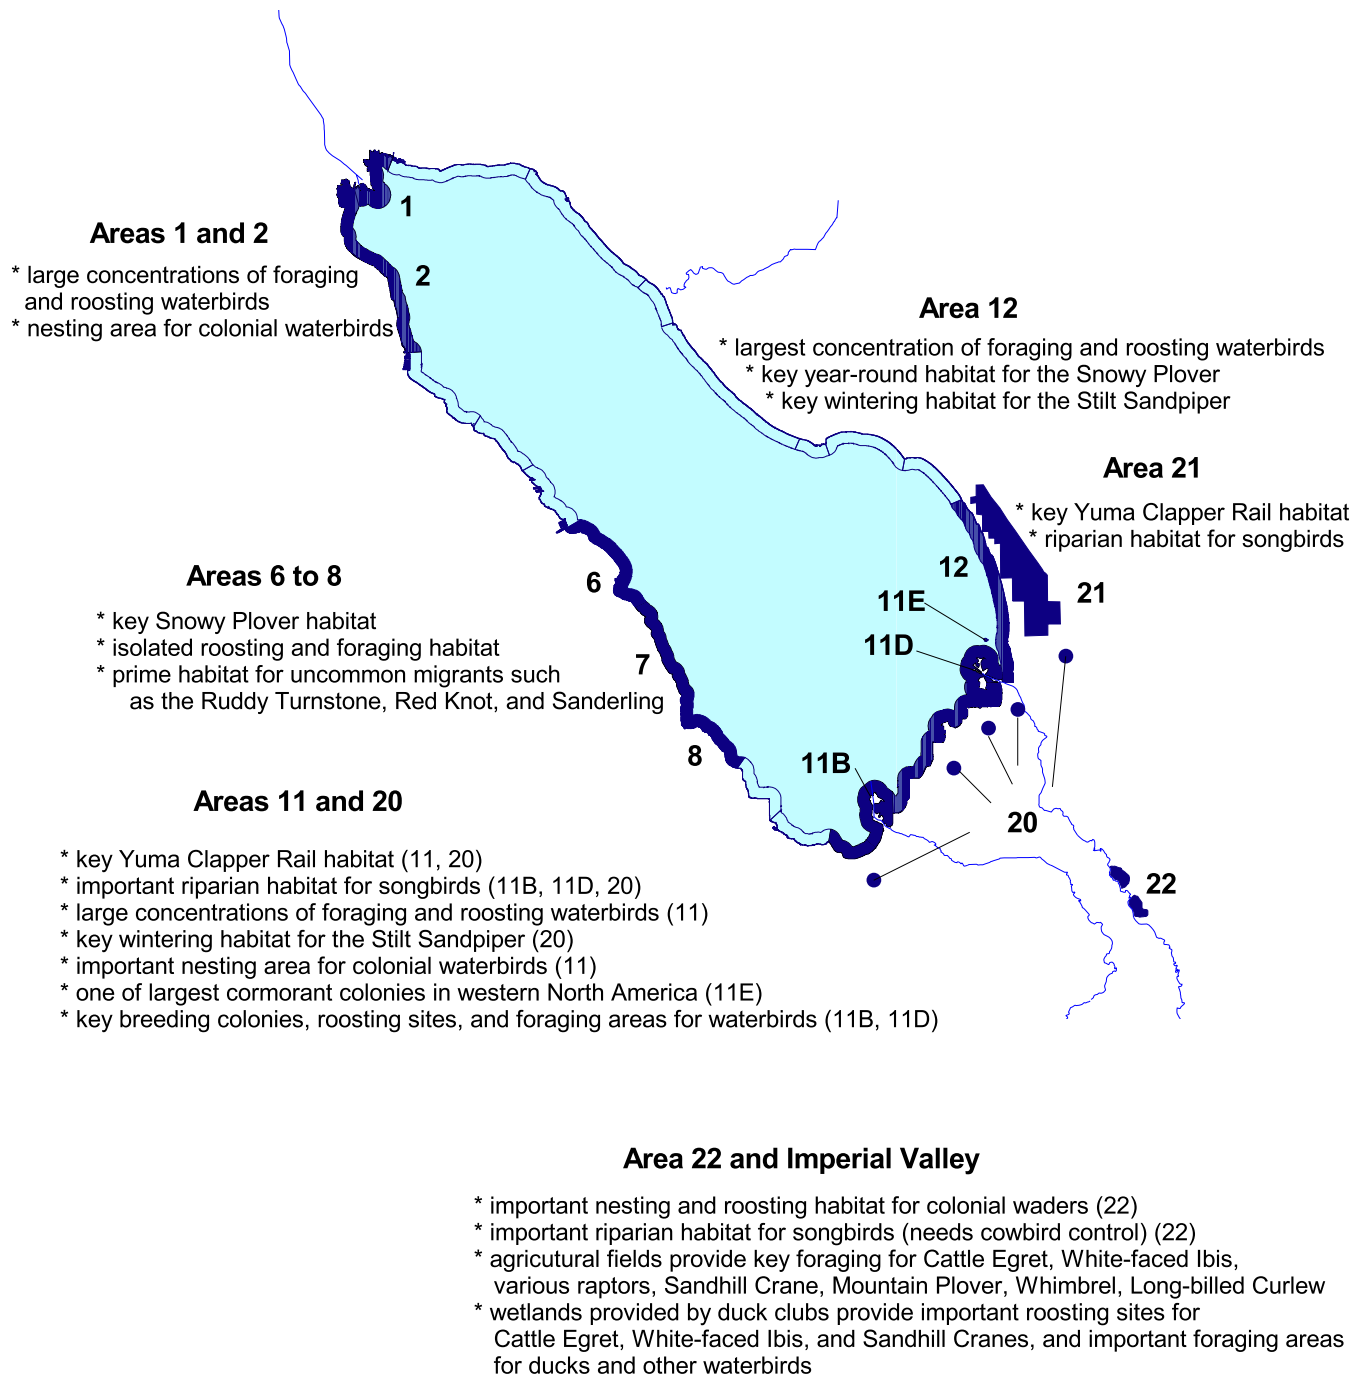 1
Areas 1 and 2
* large concentrations of foraging
and roosting waterbirds
* nesting area for colonial waterbirds
2
Area 12
* largest concentration of foraging and roosting waterbirds
* key year-round habitat for the Snowy Plover
* key wintering habitat for the Stilt Sandpiper
Area 21
* key Yuma Clapper Rail habitat
* riparian habitat for songbirds
12
21
11E
11D
Areas 6 to 8
6
* key Snowy Plover habitat
* isolated roosting and foraging habitat
* prime habitat for uncommon migrants such
as the Ruddy Turnstone, Red Knot, and Sanderling
7
8
11B
20
22
Areas 11 and 20
* key Yuma Clapper Rail habitat (11, 20)
* important riparian habitat for songbirds (11B, 11D, 20)
* large concentrations of foraging and roosting waterbirds (11)
* key wintering habitat for the Stilt Sandpiper (20)
* important nesting area for colonial waterbirds (11)
* one of largest cormorant colonies in western North America (11E)
* key breeding colonies, roosting sites, and foraging areas for waterbirds (11B, 11D)
Area 22 and Imperial Valley
* important nesting and roosting habitat for colonial waders (22)
* important riparian habitat for songbirds (needs cowbird control) (22)
* agricutural fields provide key foraging for Cattle Egret, White-faced Ibis,
various raptors, Sandhill Crane, Mountain Plover, Whimbrel, Long-billed Curlew
* wetlands provided by duck clubs provide important roosting sites for
Cattle Egret, White-faced Ibis, and Sandhill Cranes, and important foraging areas
for ducks and other waterbirds